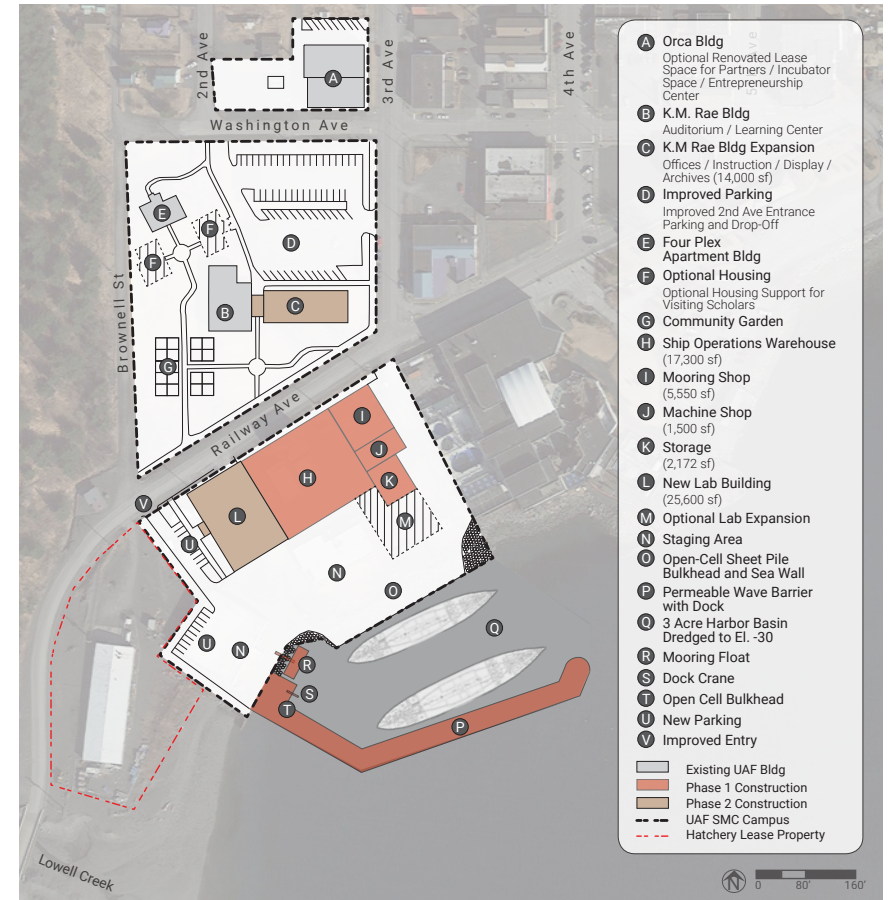 2nd Ave
3rd Ave
4th Ave
A
Washington Ave
E
F
F
D
B
C
G
Brownell St
Railway Ave
I
J
H
K
V
L
M
U
N
O
Q
U
N
R
S
T
P
Lowell Creek
A Orca Bldg
Optional Renovated Lease
Space for Partners / Incubator
Space / Entrepreneurship
Center
B K.M. Rae Bldg
Auditorium / Learning Center
C K.M Rae Bldg Expansion
Offices / Instruction / Display /
Archives (14,000 sf)
D Improved Parking
Improved 2nd Ave Entrance
Parking and Drop-Off
E Four Plex
Apartment Bldg
F Optional Housing
Optional Housing Support for
Visiting Scholars
G Community Garden
H Ship Operations Warehouse
(17,300 sf)
I Mooring Shop
(5,550 sf)
J Machine Shop
(1,500 sf)
K Storage
(2,172 sf)
L New Lab Building
(25,600 sf)
M Optional Lab Expansion
N Staging Area
O Open-Cell Sheet Pile
Bulkhead and Sea Wall
P Permeable Wave Barrier
with Dock
Q 3 Acre Harbor Basin
Dredged to El. -30
R Mooring Float
S Dock Crane
T Open Cell Bulkhead
U New Parking
V Improved Entry
Existing UAF Bldg
Phase 1 Construction
Phase 2 Construction
UAF SMC Campus
Hatchery Lease Property
N
0 80' 160'